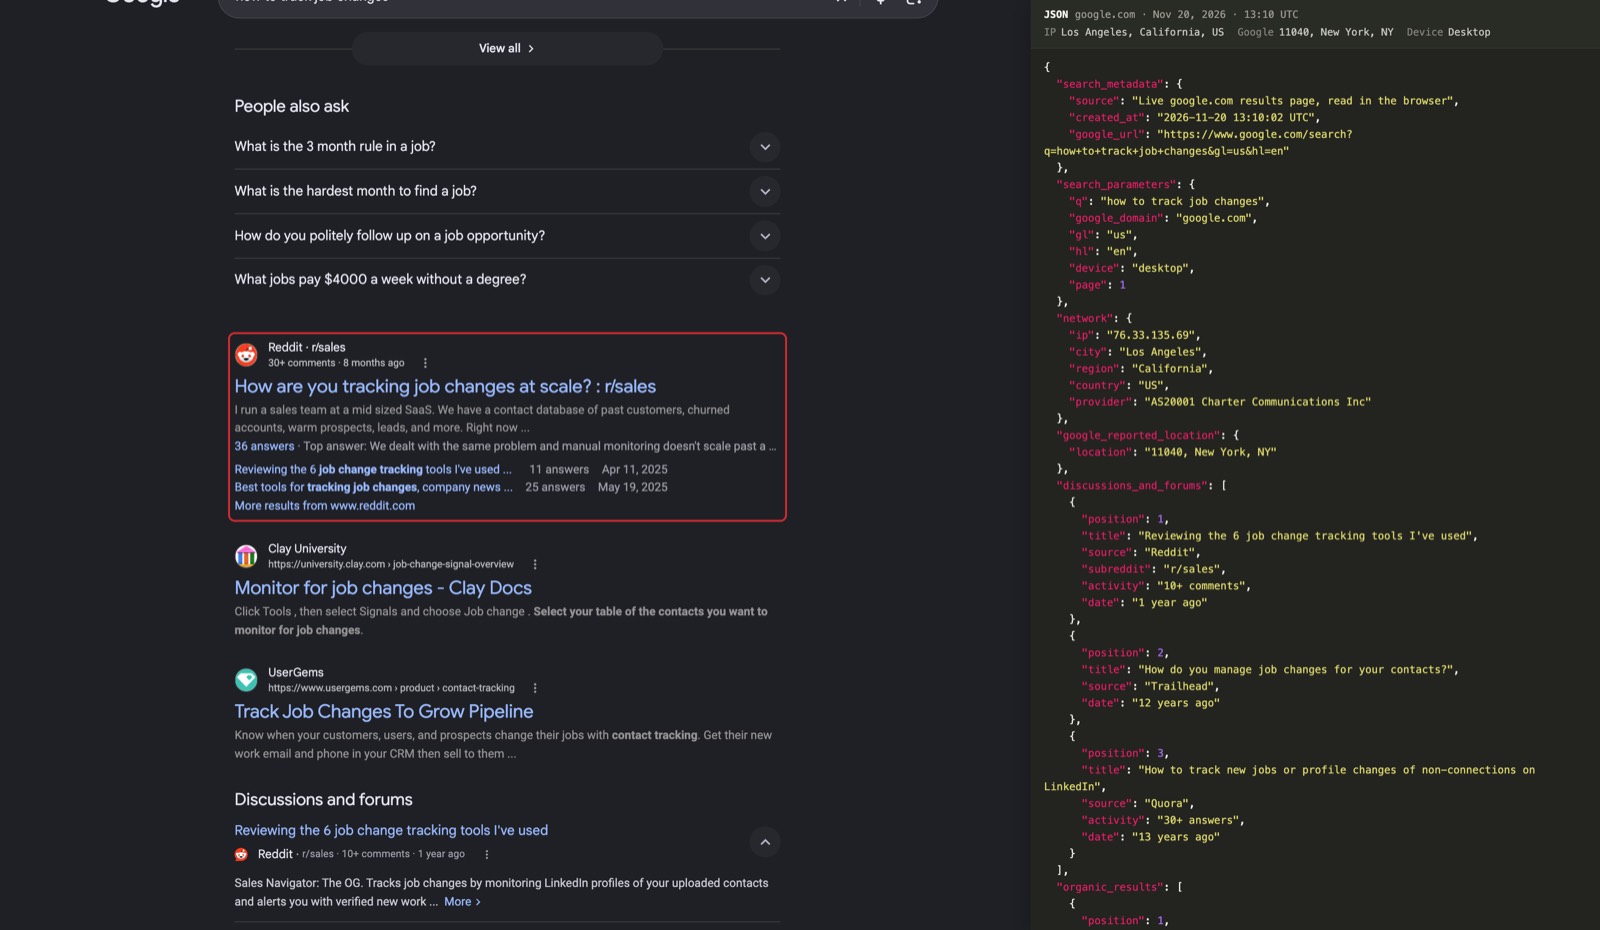 View all
People also ask
What is the 3 month rule in a job?
What is the hardest month to find a job?
How do you politely follow up on a job opportunity?
What jobs pay $4000 a week without a degree?
Reddit · r/sales
30+ comments · 8 months ago
How are you tracking job changes at scale? : r/sales
I run a sales team at a mid sized SaaS. We have a contact database of past customers, churned
accounts, warm prospects, leads, and more. Right now ...
36 answers · Top answer: We dealt with the same problem and manual monitoring doesn't scale past a ...
Reviewing the 6 job change tracking tools I've used ... 11 answers Apr 11, 2025
Best tools for tracking job changes, company news ... 25 answers May 19, 2025
More results from www.reddit.com
Clay University
https://university.clay.com › job-change-signal-overview
Monitor for job changes - Clay Docs
Click Tools , then select Signals and choose Job change . Select your table of the contacts you want to
monitor for job changes.
UserGems
https://www.usergems.com › product › contact-tracking
Track Job Changes To Grow Pipeline
Know when your customers, users, and prospects change their jobs with contact tracking. Get their new
work email and phone in your CRM then sell to them ...
Discussions and forums
Reviewing the 6 job change tracking tools I've used
Reddit · r/sales · 10+ comments · 1 year ago
Sales Navigator: The OG. Tracks job changes by monitoring LinkedIn profiles of your uploaded contacts
and alerts you with verified new work ... More ›
JSON google.com · Nov 20, 2026 · 13:10 UTC
IP Los Angeles, California, US Google 11040, New York, NY Device Desktop
{
"search_metadata": {
"source": "Live google.com results page, read in the browser",
"created_at": "2026-11-20 13:10:02 UTC",
"google_url": "https://www.google.com/search?
q=how+to+track+job+changes&gl=us&hl=en"
},
"search_parameters": {
"q": "how to track job changes",
"google_domain": "google.com",
"gl": "us",
"hl": "en",
"device": "desktop",
"page": 1
},
"network": {
"ip": "76.33.135.69",
"city": "Los Angeles",
"region": "California",
"country": "US",
"provider": "AS20001 Charter Communications Inc"
},
"google_reported_location": {
"location": "11040, New York, NY"
},
"discussions_and_forums": [
{
"position": 1,
"title": "Reviewing the 6 job change tracking tools I've used",
"source": "Reddit",
"subreddit": "r/sales",
"activity": "10+ comments",
"date": "1 year ago"
},
{
"position": 2,
"title": "How do you manage job changes for your contacts?",
"source": "Trailhead",
"date": "12 years ago"
},
{
"position": 3,
"title": "How to track new jobs or profile changes of non-connections on
LinkedIn",
"source": "Quora",
"activity": "30+ answers",
"date": "13 years ago"
}
],
"organic_results": [
{
"position": 1,